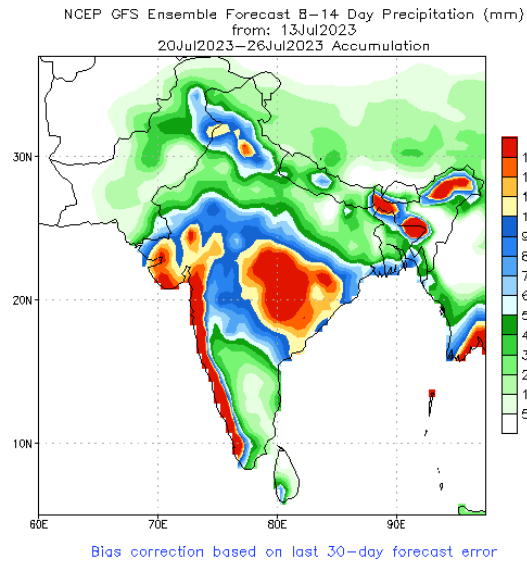 NCEP GFS Ensemble Forecast 8-14 Day Precipitation (mm)
from: 13Jul2023
20Jul2023-26Jul2023 Accumulation
30N
20N
10N
60E
70E
80E
90E
Bias correction based on last 30-day forecast error